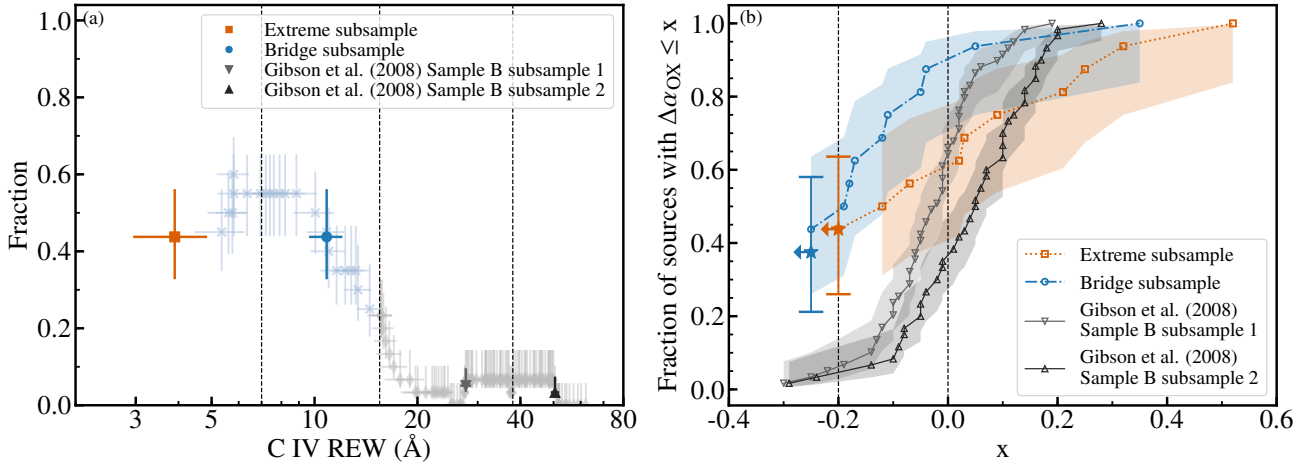 (a)
Extreme subsample
Bridge subsample
Gibson et al. (2008) Sample B subsample 1
Gibson et al. (2008) Sample B subsample 2
Fraction
1.0
0.8
0.6
0.4
0.2
0.0
3
5
10
20
40
80
C IV REW (Å)
(b)
Fraction of sources with Δα_OX ≤ x
1.0
0.8
0.6
0.4
0.2
0.0
Extreme subsample
Bridge subsample
Gibson et al. (2008)
Sample B subsample 1
Gibson et al. (2008)
Sample B subsample 2
-0.4
-0.2
0.0
0.2
0.4
0.6
x